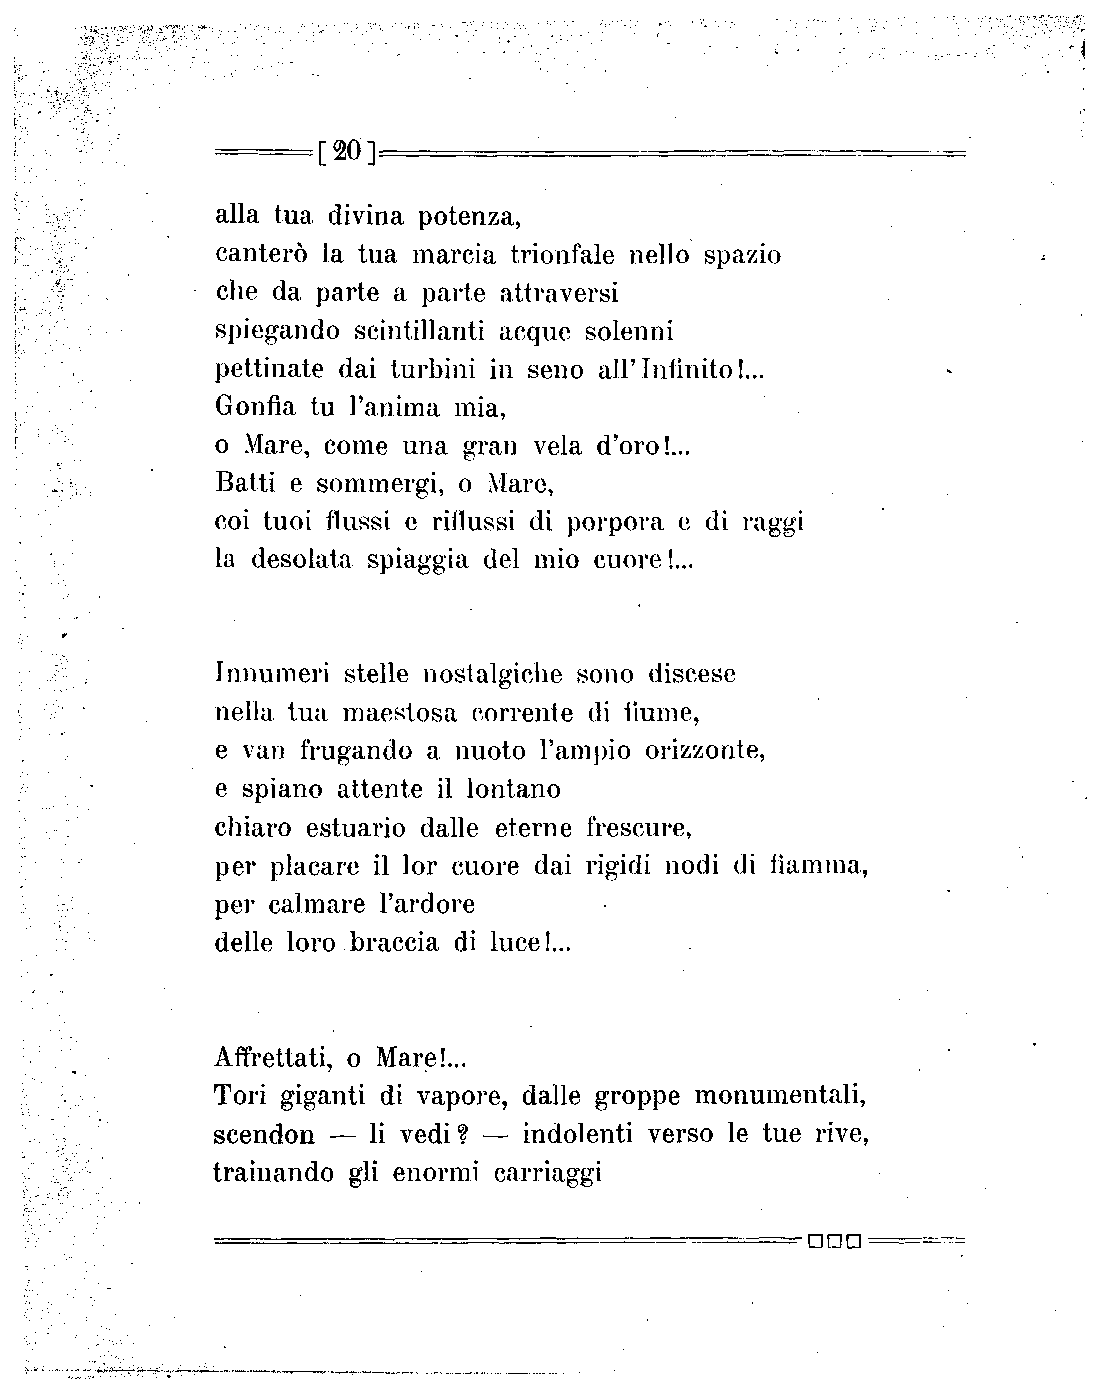 [ 20 ]
alla tua divina potenza,
canterò la tua marcia trionfale nello spazio
che da parte a parte attraversi
spiegando scintillanti acque solenni
pettinate dai turbini in seno all'Infinito!...
Gonfia tu l'anima mia,
o Mare, come una gran vela d'oro!...
Batti e sommergi, o Mare,
coi tuoi flussi e riflussi di porpora e di raggi
la desolata spiaggia del mio cuore!...
Innumeri stelle nostalgiche sono discese
nella tua maestosa corrente di fiume,
e van frugando a nuoto l'ampio orizzonte,
e spiano attente il lontano
chiaro estuario dalle eterne frescure,
per placare il lor cuore dai rigidi nodi di fiamma,
per calmare l'ardore
delle loro braccia di luce!...
Affrettati, o Mare!...
Tori giganti di vapore, dalle groppe monumentali,
scendon — li vedi? — indolenti verso le tue rive,
trainando gli enormi carriaggi